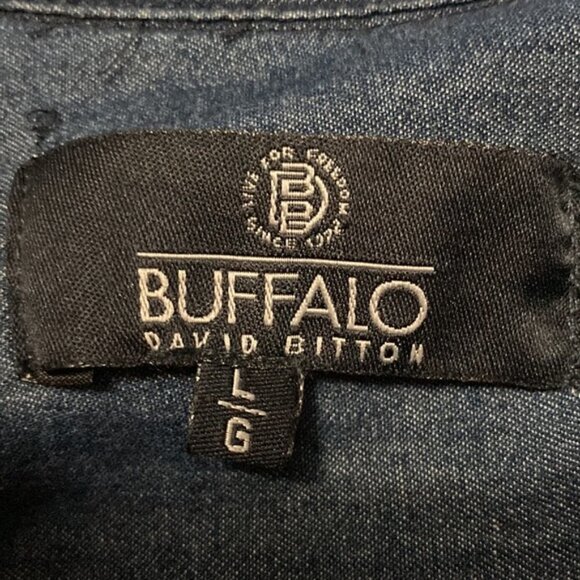 LIVE FOR FREEDOM
BB
SINCE 1972
BUFFALO
DAVID BITTON
L
G